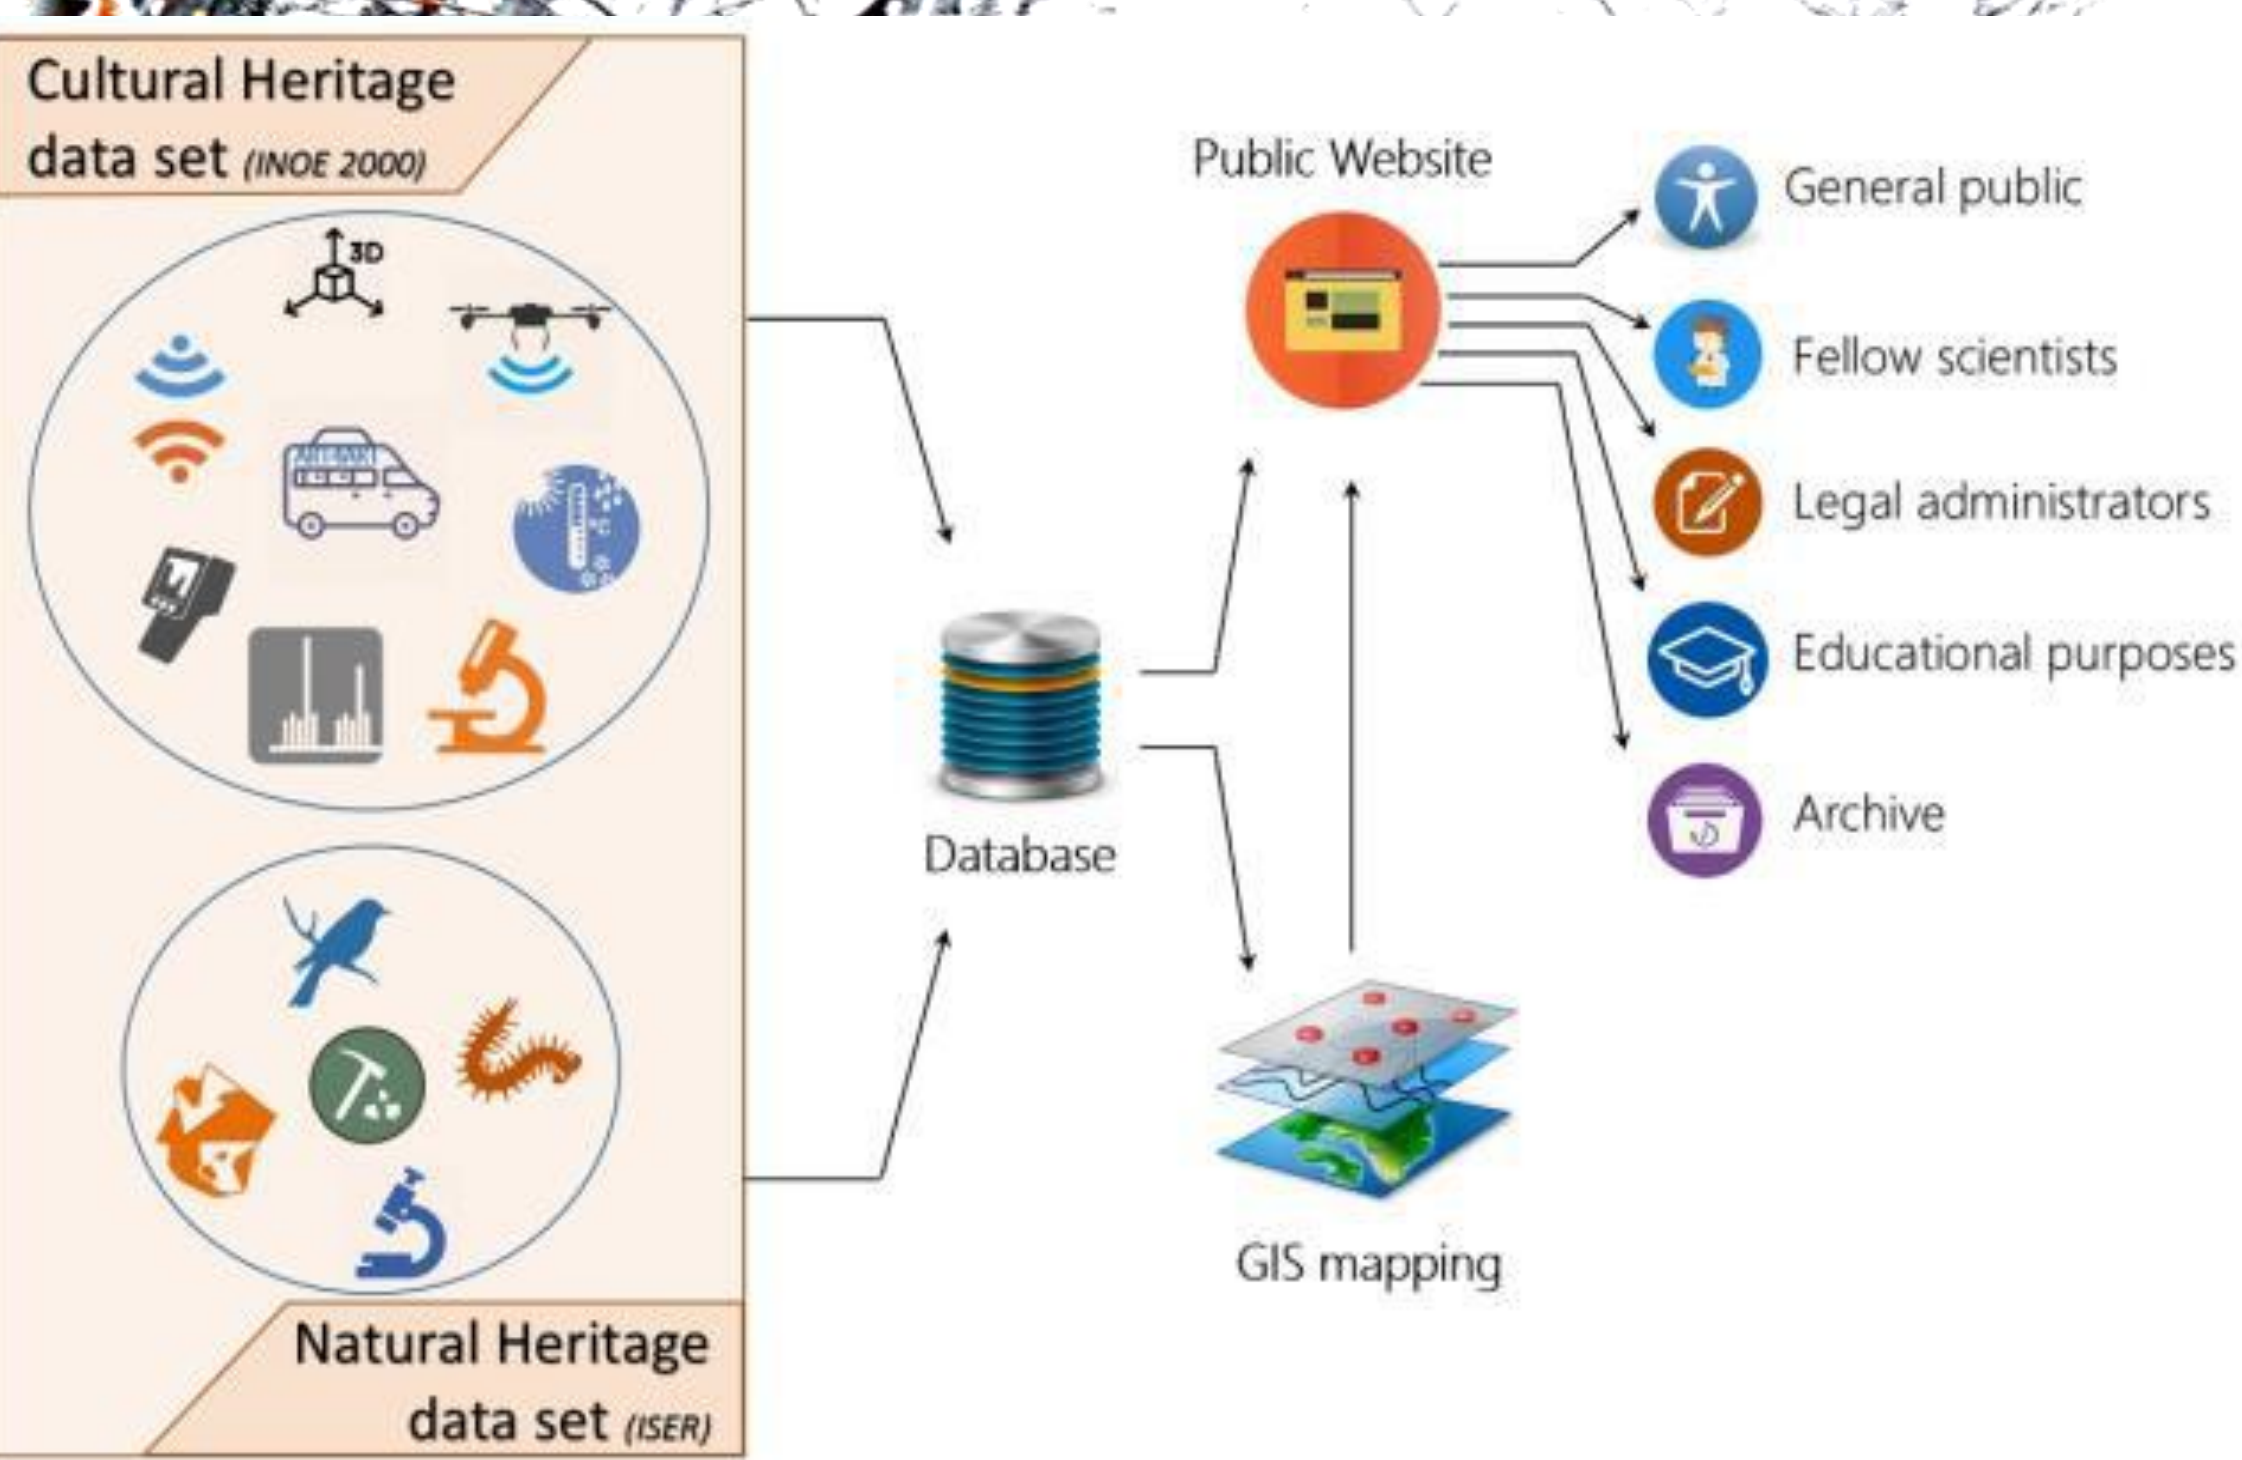 Cultural Heritage
data set (INOE 2000)
3D
ART4ART
°C
Natural Heritage
data set (ISER)
Database
Public Website
GIS mapping
General public
Fellow scientists
Legal administrators
Educational purposes
Archive